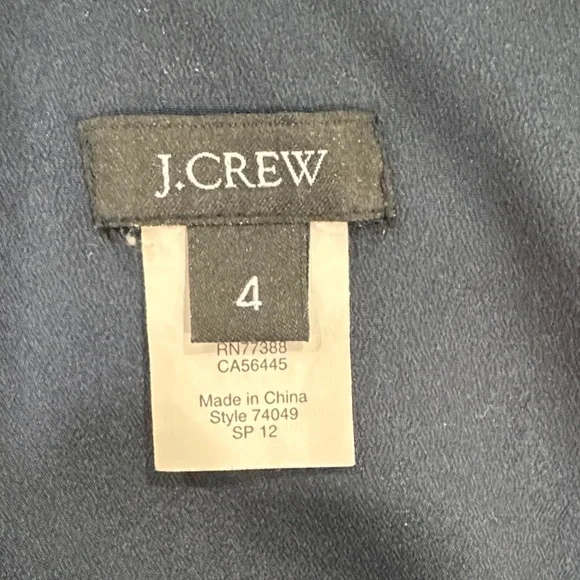 J.CREW
4
RN77388
CA56445
Made in China
Style 74049
SP 12